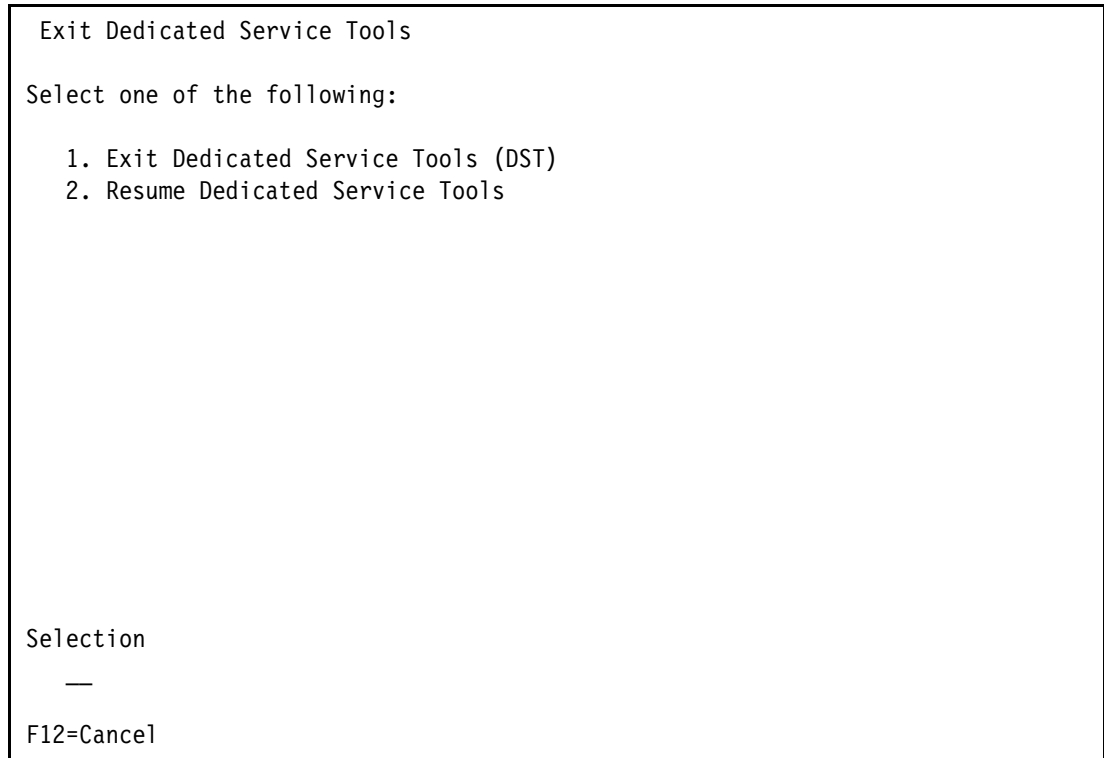 Exit Dedicated Service Tools
Select one of the following:
1. Exit Dedicated Service Tools (DST)
2. Resume Dedicated Service Tools
Selection
__
F12=Cancel